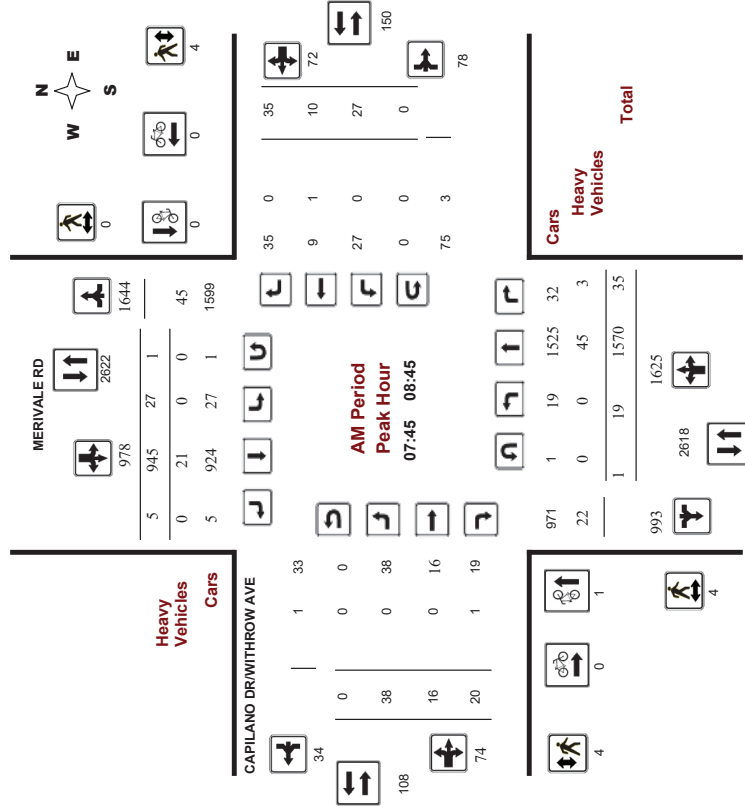 N
W E
S
0
4
0
0
MERIVALE RD
2622
978
1644
5 945 27 1
0 21 0 0 45
5 924 27 1 1599
Heavy
Vehicles
Cars
CAPILANO DR/WITHROW AVE
34
1 33
0 0 0
38 0 38
16 0 16
20 1 19
108
74
AM Period
Peak Hour
07:45 08:45
35 0 35
9 1 10
27 0 27
0 0 0
75 3
72
150
78
Cars
Heavy
Vehicles
Total
971 1 19 1525 32
22 0 0 45 3
1 19 1570 35
993
1625
2618
4
0
1
4